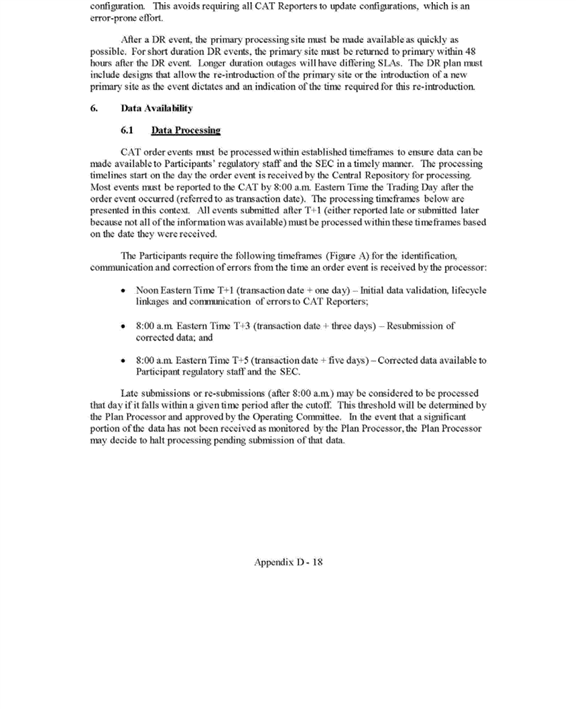 configuration. This avoids requiring all CAT Reporters to update configurations, which is an
error-prone effort.
After a DR event, the primary processing site must be made available as quickly as
possible. For short duration DR events, the primary site must be returned to primary within 48
hours after the DR event. Longer duration outages will have differing SLAs. The DR plan must
include designs that allow the re-introduction of the primary site or the introduction of a new
primary site as the event dictates and an indication of the time required for this re-introduction.
6. Data Availability
6.1 Data Processing
CAT order events must be processed within established timeframes to ensure data can be
made available to Participants' regulatory staff and the SEC in a timely manner. The processing
timelines start on the day the order event is received by the Central Repository for processing.
Most events must be reported to the CAT by 8:00 a.m. Eastern Time the Trading Day after the
order event occurred (referred to as transaction date). The processing timeframes below are
presented in this context. All events submitted after T+1 (either reported late or submitted later
because not all of the information was available) must be processed within these timeframes based
on the date they were received.
The Participants require the following timeframes (Figure A) for the identification,
communication and correction of errors from the time an order event is received by the processor:
• Noon Eastern Time T+1 (transaction date + one day) – Initial data validation, lifecycle
linkages and communication of errors to CAT Reporters;
• 8:00 a.m. Eastern Time T+3 (transaction date + three days) – Resubmission of
corrected data; and
• 8:00 a.m. Eastern Time T+5 (transaction date + five days) – Corrected data available to
Participant regulatory staff and the SEC.
Late submissions or re-submissions (after 8:00 a.m.) may be considered to be processed
that day if it falls within a given time period after the cutoff. This threshold will be determined by
the Plan Processor and approved by the Operating Committee. In the event that a significant
portion of the data has not been received as monitored by the Plan Processor, the Plan Processor
may decide to halt processing pending submission of that data.
Appendix D - 18